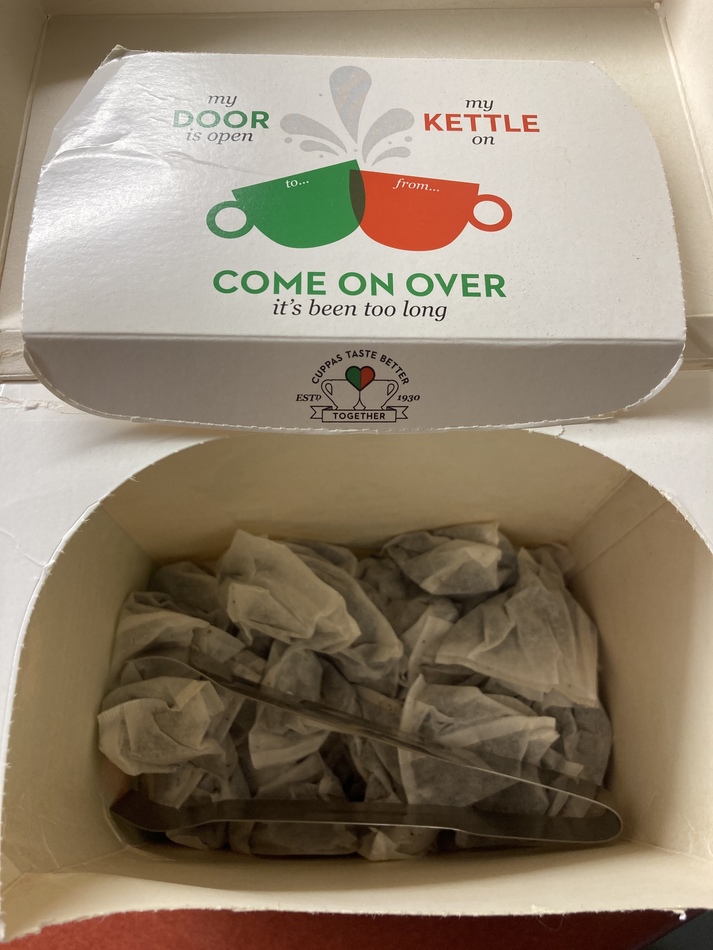 my
DOOR
is open
my
KETTLE
on
to...
from...
COME ON OVER
it's been too long
CUPPAS TASTE BETTER
ESTD 1930
TOGETHER